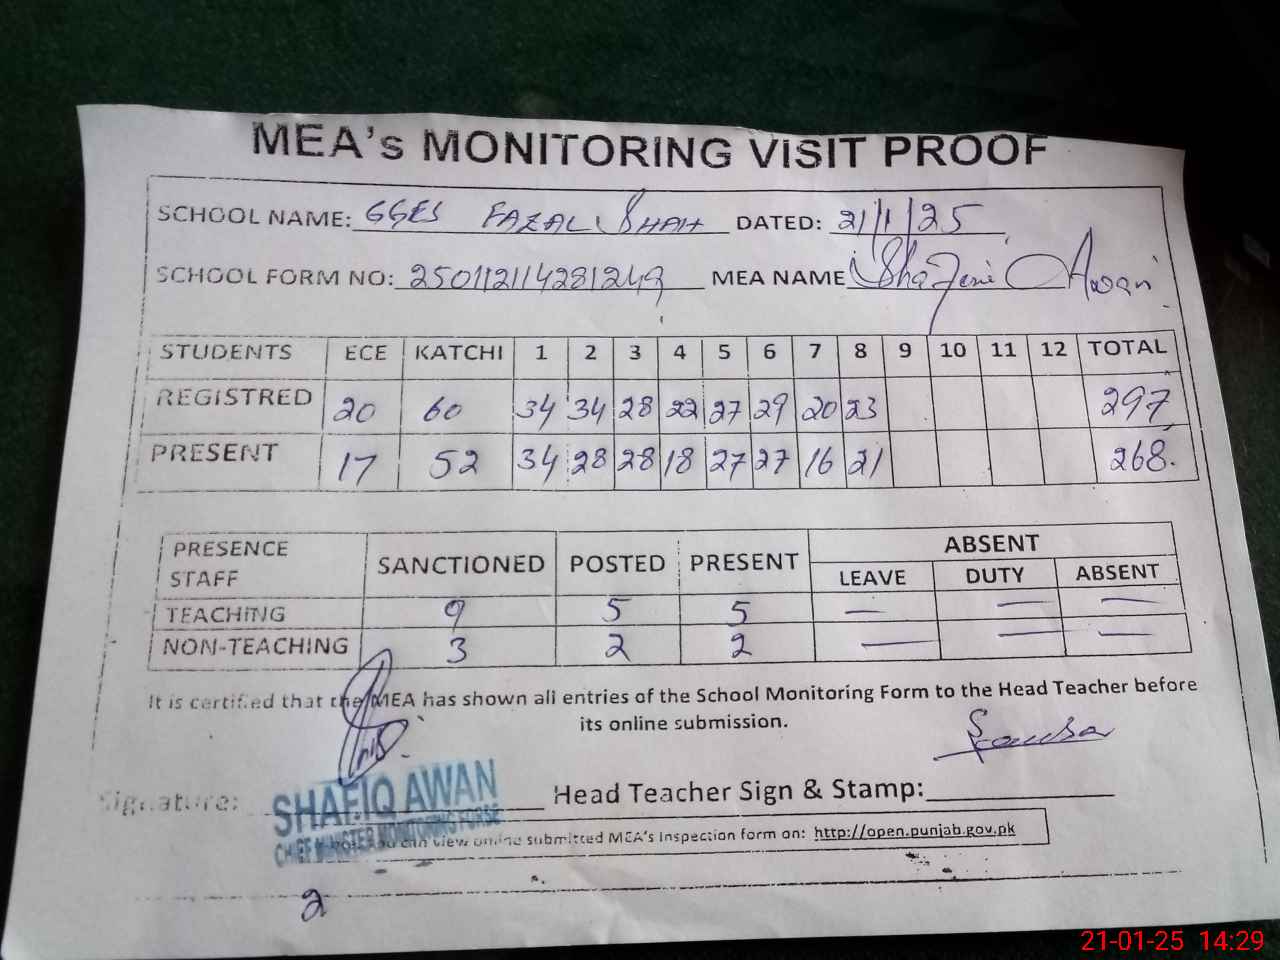 MEA's MONITORING VISIT PROOF
SCHOOL NAME: GGES FAZAL SHAH DATED: 21/1/25
SCHOOL FORM NO: MEA NAME Awan
STUDENTS ECE KATCHI 1 2 3 4 5 6 7 8 9 10 11 12 TOTAL
REGISTRED 20 60 34 34 28 22 27 29 20 23 297
PRESENT 17 52 34 28 28 18 27 27 16 21 268.
PRESENCE STAFF SANCTIONED POSTED PRESENT ABSENT
LEAVE DUTY ABSENT
TEACHING 9 5 5 — — —
NON-TEACHING 3 2 2 — — —
It is certified that the MEA has shown all entries of the School Monitoring Form to the Head Teacher before
its online submission.
Signature: Head Teacher Sign & Stamp:
SHAFIQ AWAN
CHIEF MINISTER MONITORING FORSE
can view online submitted MEA's Inspection form on: http://open.punjab.gov.pk
2
21-01-25 14:29